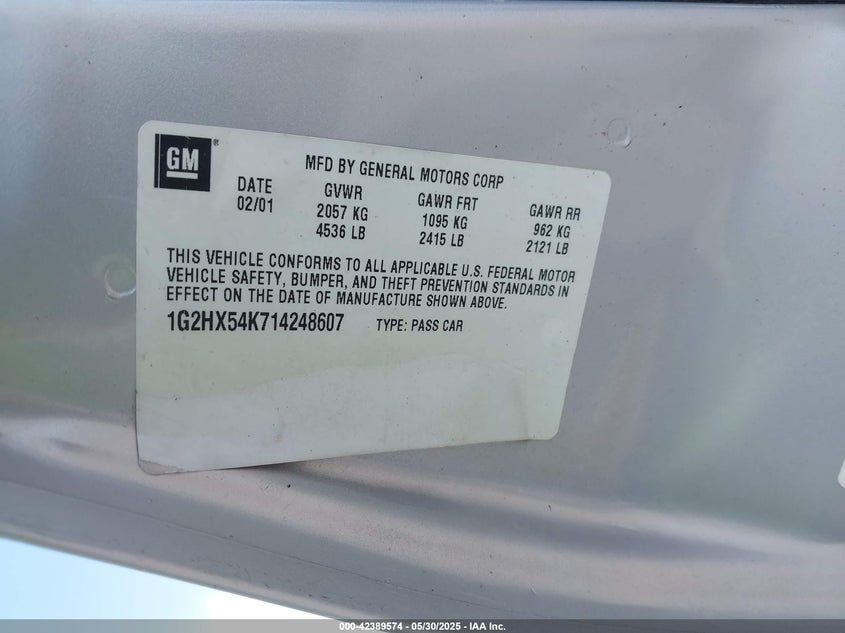 GM®
MFD BY GENERAL MOTORS CORP
DATE GVWR GAWR FRT GAWR RR
02/01 2057 KG 1095 KG 962 KG
4536 LB 2415 LB 2121 LB
THIS VEHICLE CONFORMS TO ALL APPLICABLE U.S. FEDERAL MOTOR
VEHICLE SAFETY, BUMPER, AND THEFT PREVENTION STANDARDS IN
EFFECT ON THE DATE OF MANUFACTURE SHOWN ABOVE.
1G2HX54K714248607 TYPE: PASS CAR
000-42389574 — 05/30/2025 — IAA Inc.